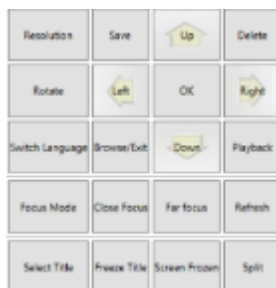 Resolution Save Up Delete
Rotate Left OK Right
Switch Language Browse/Exit Down Playback
Focus Mode Close Focus Far focus Refresh
Select Title Freeze Title Screen Frozen Split